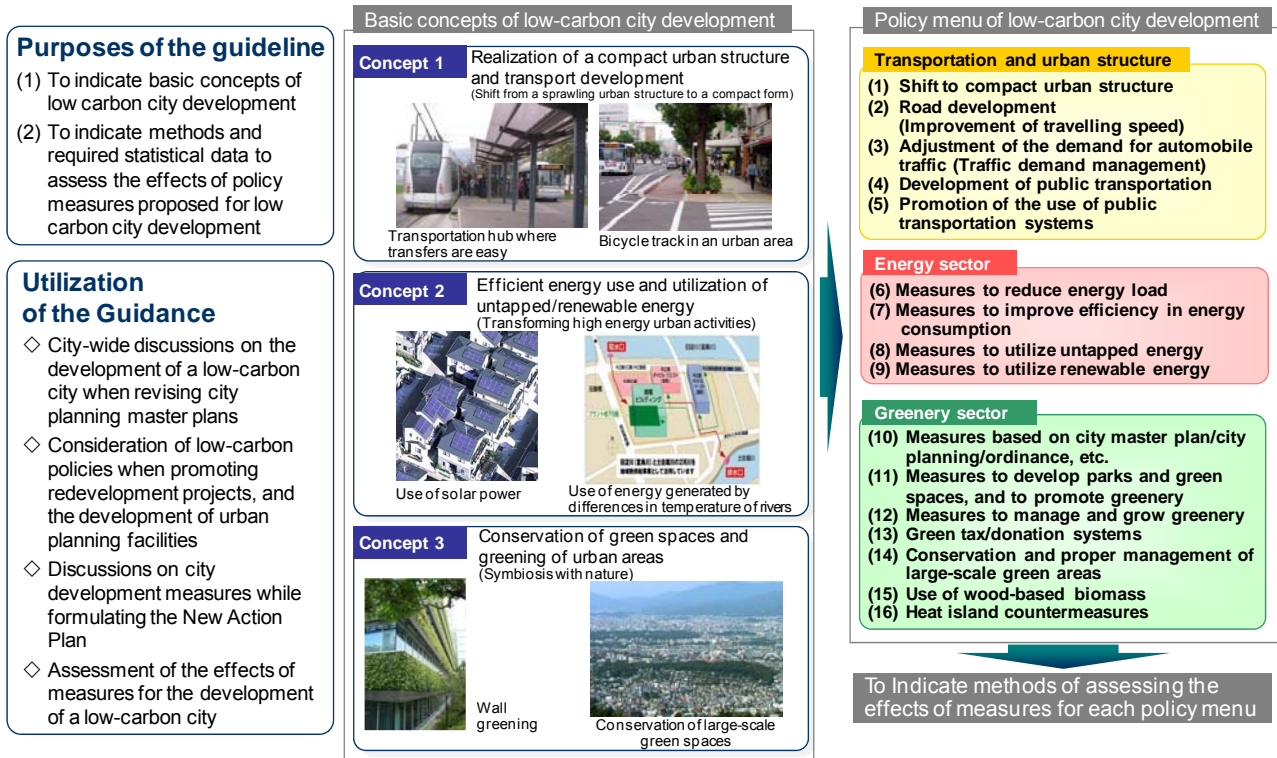 Purposes of the guideline
(1) To indicate basic concepts of
low carbon city development
(2) To indicate methods and
required statistical data to
assess the effects of policy
measures proposed for low
carbon city development
Utilization
of the Guidance
◇ City-wide discussions on the
development of a low-carbon
city when revising city
planning master plans
◇ Consideration of low-carbon
policies when promoting
redevelopment projects, and
the development of urban
planning facilities
◇ Discussions on city
development measures while
formulating the New Action
Plan
◇ Assessment of the effects of
measures for the development
of a low-carbon city
Basic concepts of low-carbon city development
Concept 1
Realization of a compact urban structure
and transport development
(Shift from a sprawling urban structure to a compact form)
Transportation hub where
transfers are easy
Bicycle track in an urban area
Concept 2
Efficient energy use and utilization of
untapped/renewable energy
(Transforming high energy urban activities)
Use of solar power
Use of energy generated by
differences in temperature of rivers
Concept 3
Conservation of green spaces and
greening of urban areas
(Symbiosis with nature)
Wall
greening
Conservation of large-scale
green spaces
Policy menu of low-carbon city development
Transportation and urban structure
(1) Shift to compact urban structure
(2) Road development
(Improvement of travelling speed)
(3) Adjustment of the demand for automobile
traffic (Traffic demand management)
(4) Development of public transportation
(5) Promotion of the use of public
transportation systems
Energy sector
(6) Measures to reduce energy load
(7) Measures to improve efficiency in energy
consumption
(8) Measures to utilize untapped energy
(9) Measures to utilize renewable energy
Greenery sector
(10) Measures based on city master plan/city
planning/ordinance, etc.
(11) Measures to develop parks and green
spaces, and to promote greenery
(12) Measures to manage and grow greenery
(13) Green tax/donation systems
(14) Conservation and proper management of
large-scale green areas
(15) Use of wood-based biomass
(16) Heat island countermeasures
To Indicate methods of assessing the
effects of measures for each policy menu